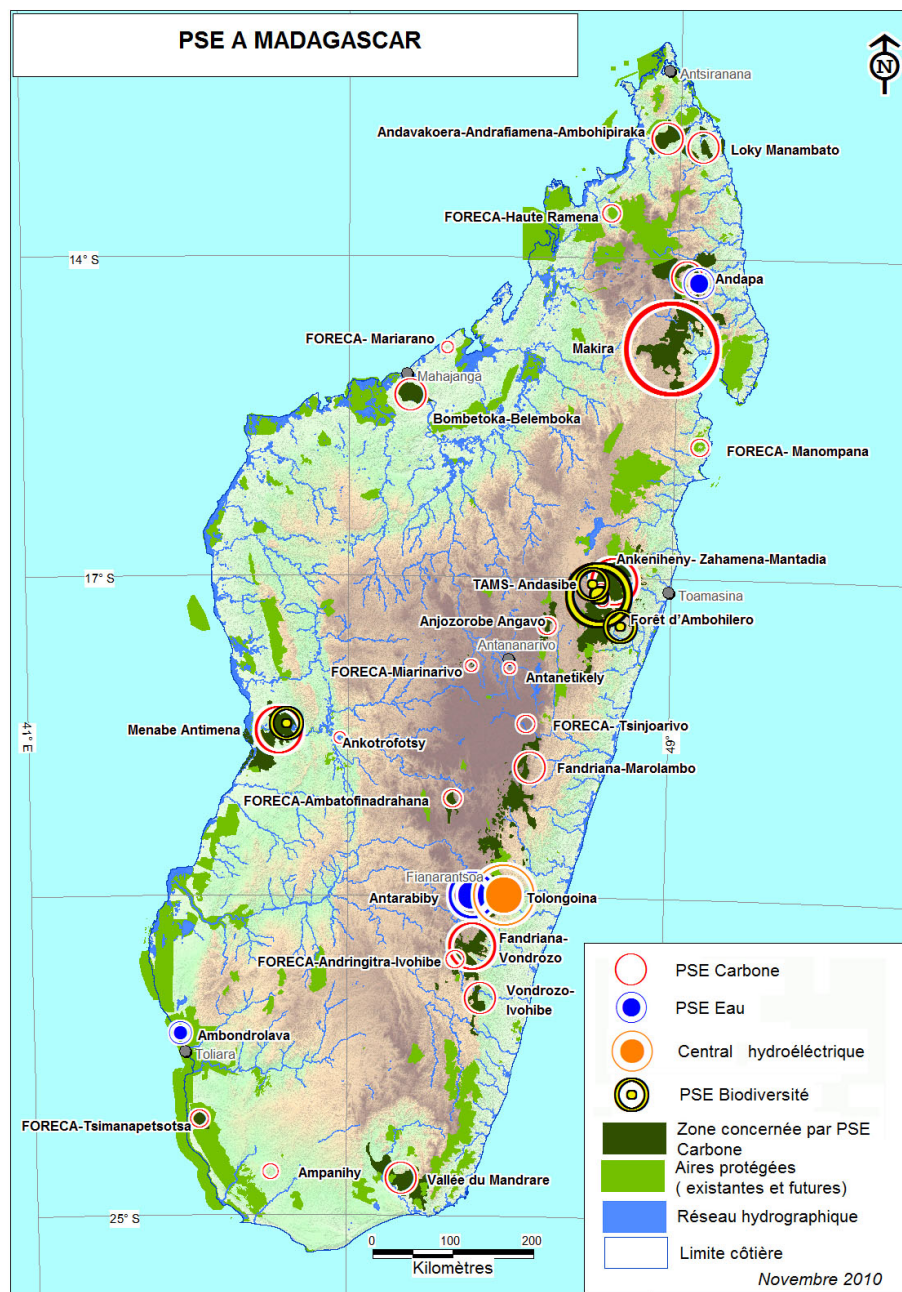 PSE A MADAGASCAR
N
Antsiranana
Andavakoera-Andrafiamena-Ambohipiraka
Loky Manambato
FORECA-Haute Ramena
14° S
Andapa
FORECA- Mariarano
Makira
Mahajanga
Bombetoka-Belemboka
FORECA- Manompana
Ankeniheny- Zahamena-Mantadia
17° S
TAMS- Andasibe
Toamasina
Anjozorobe Angavo
Forêt d'Ambohilero
Antananarivo
FORECA-Miarinarivo
Antanetikely
41° E
Menabe Antimena
FORECA- Tsinjoarivo
49°
Ankotrofotsy
Fandriana-Marolambo
FORECA-Ambatofinadrahana
Fianarantsoa
Antarabiby
Tolongoina
Fandriana-
Vondrozo
FORECA-Andringitra-Ivohibe
Vondrozo-
Ivohibe
Ambondrolava
Toliara
FORECA-Tsimanapetsotsa
Ampanihy
Vallée du Mandrare
25° S
0 100 200
Kilomètres
PSE Carbone
PSE Eau
Central hydroéléctrique
PSE Biodiversité
Zone concernée par PSE
Carbone
Aires protégées
( existantes et futures)
Réseau hydrographique
Limite côtière
Novembre 2010